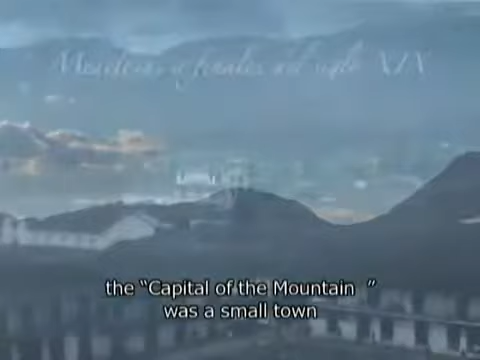 a finales del siglo XIX
the “Capital of the Mountain ”
was a small town